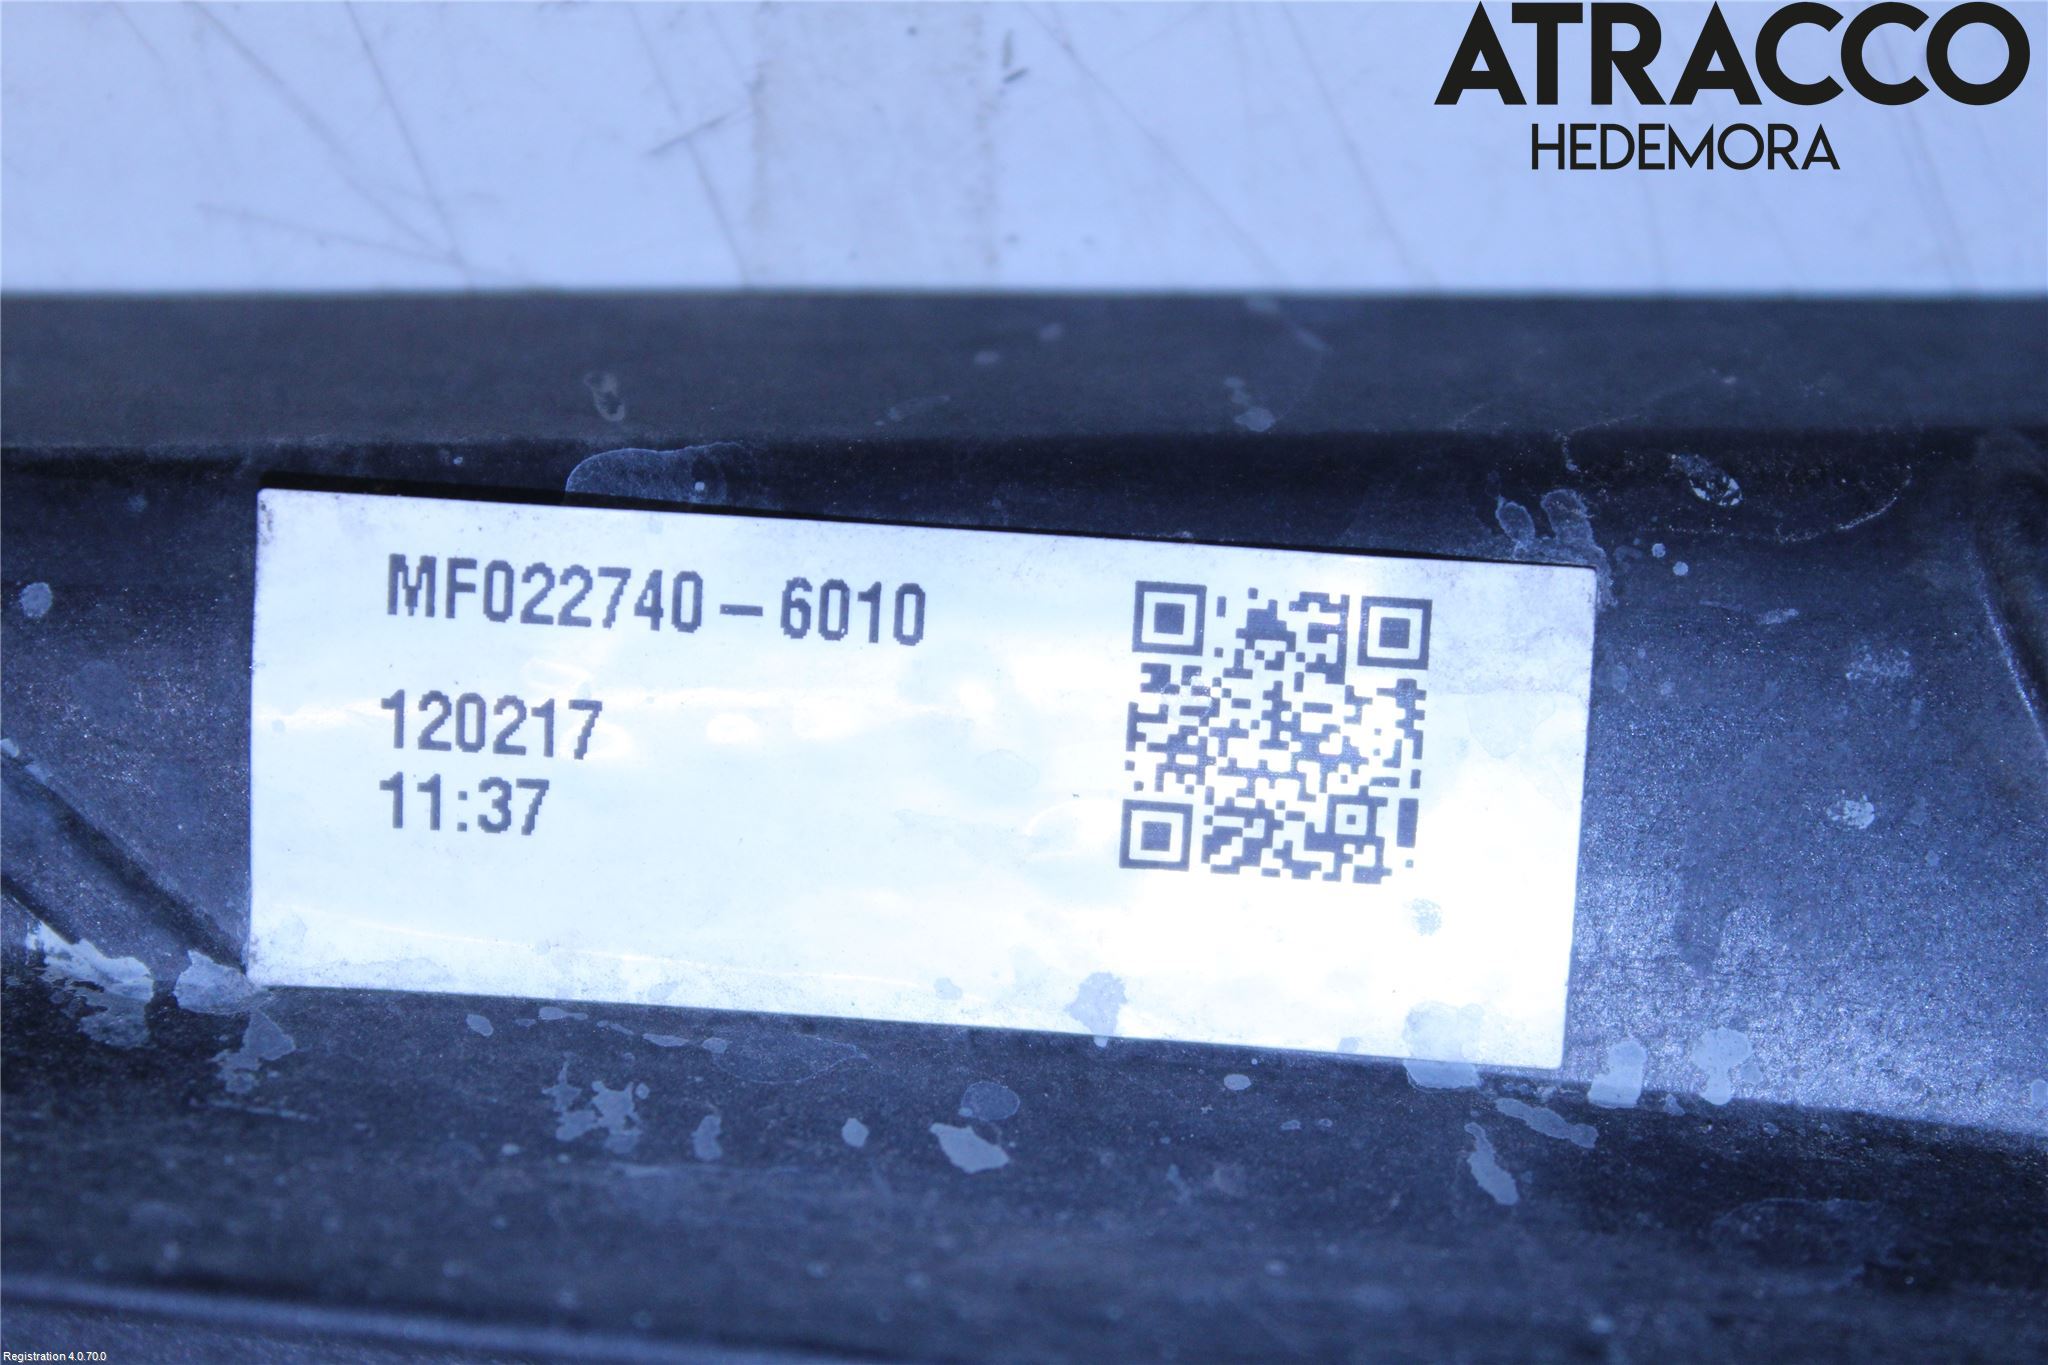 ATRACCO
HEDEMORA
MF022740-6010
120217
11:37
Registration 4.0.70.0